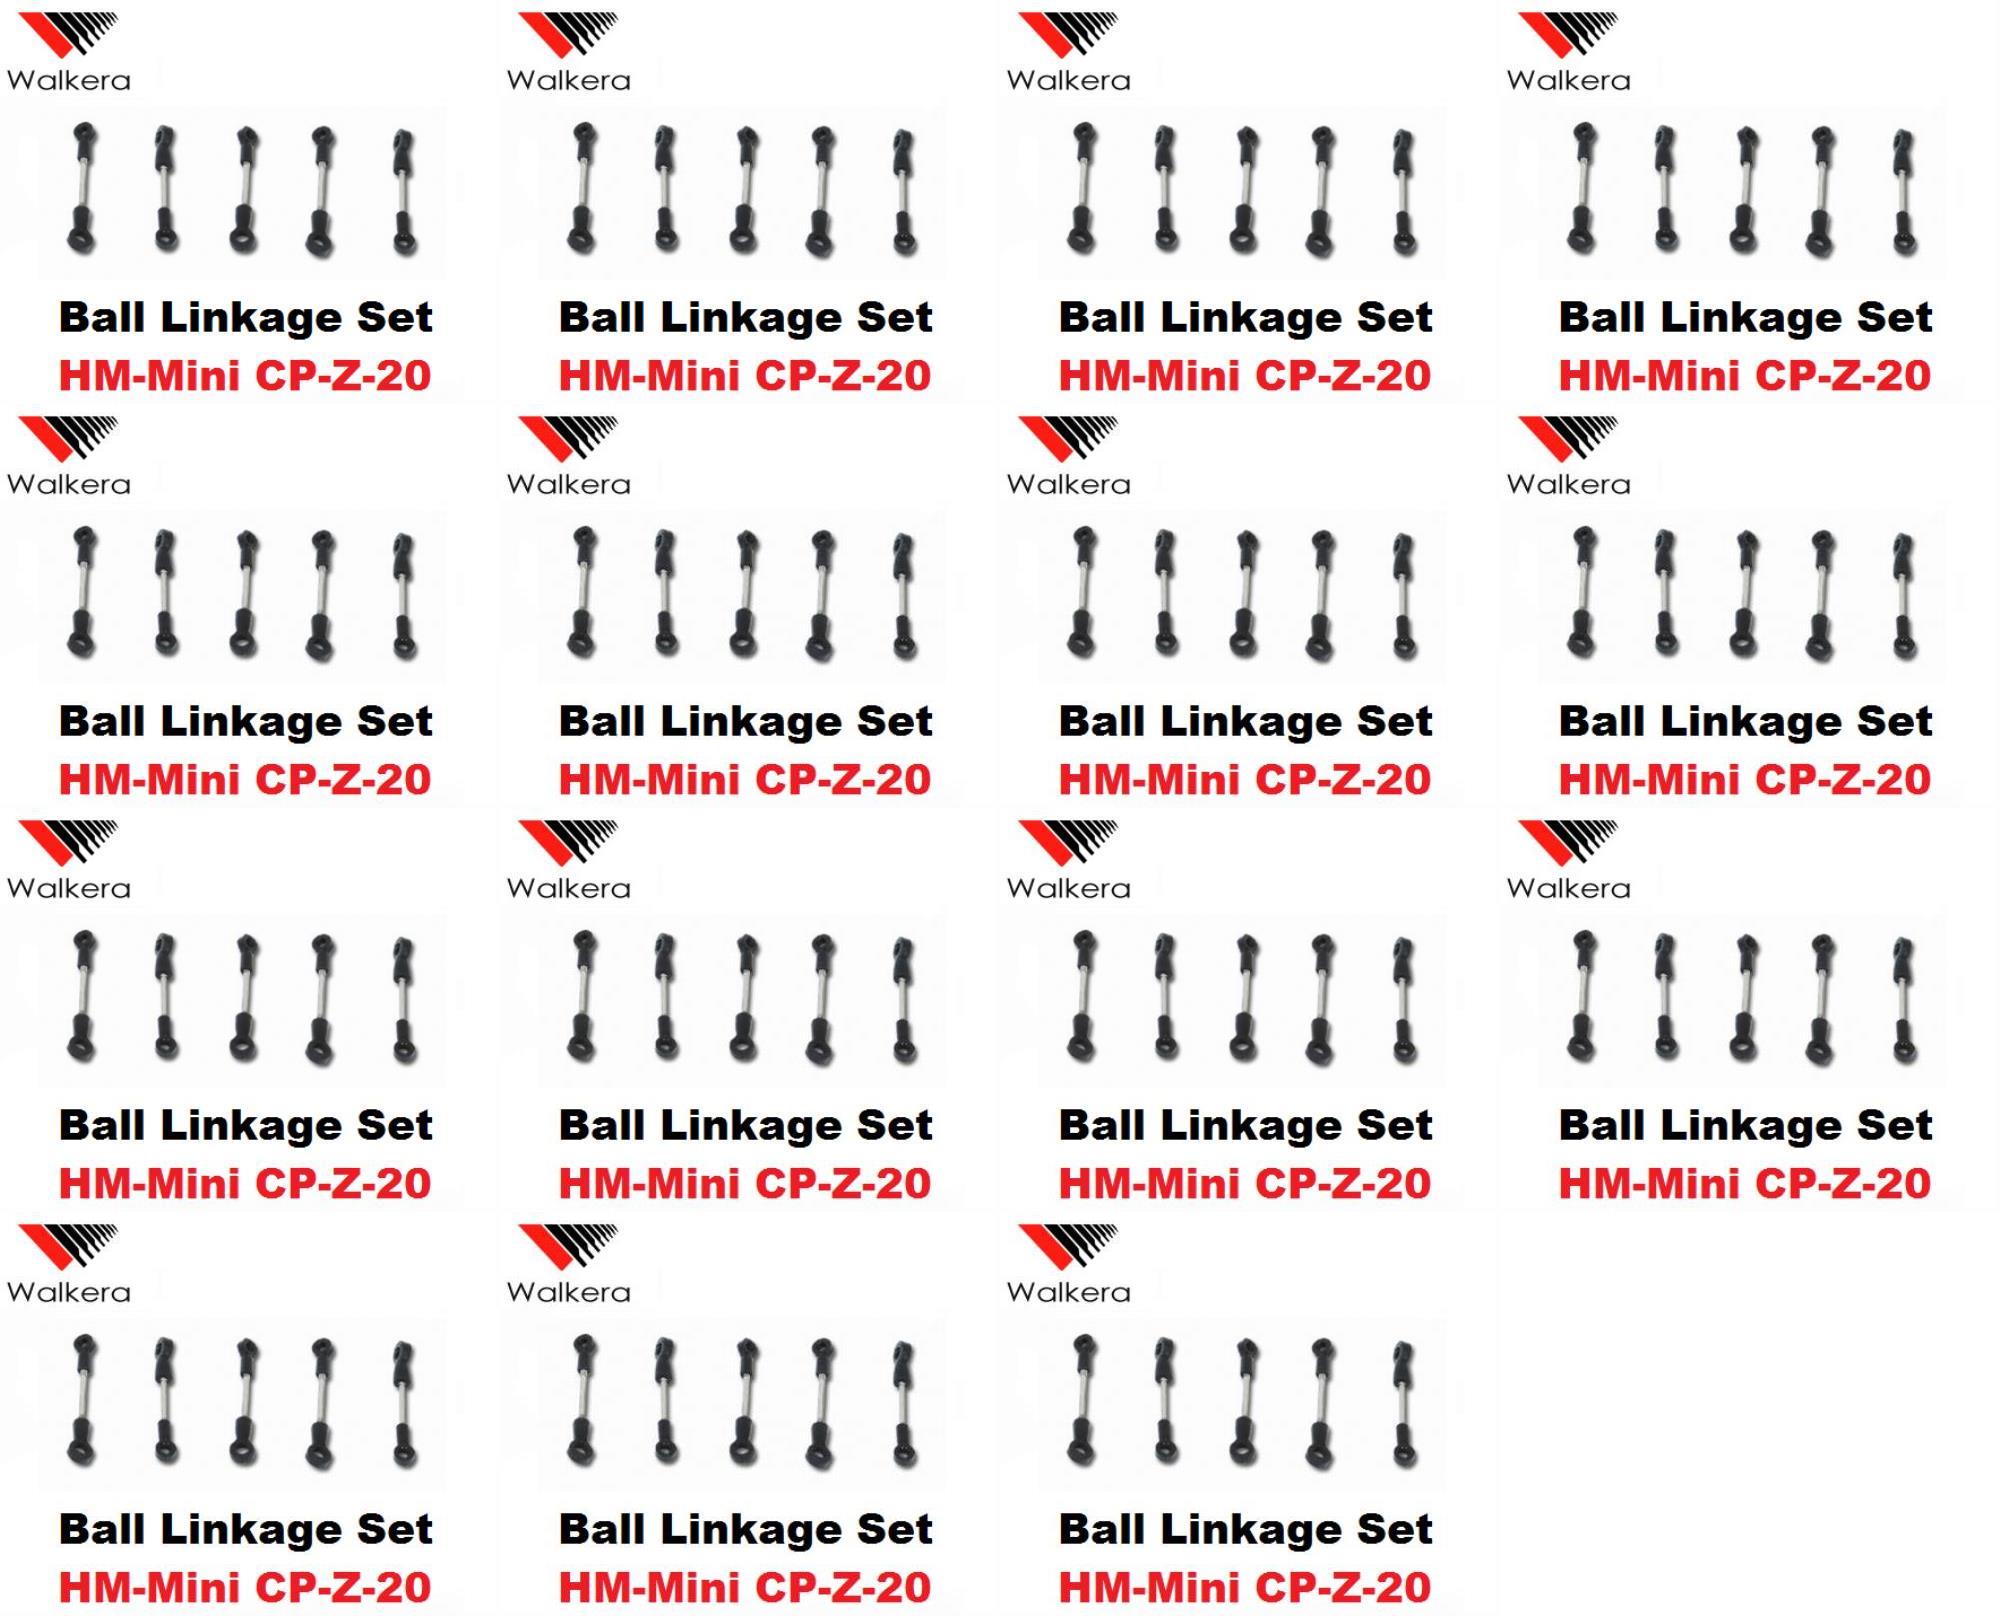 Walkera Walkera Walkera Walkera
Ball Linkage Set Ball Linkage Set Ball Linkage Set Ball Linkage Set
HM-Mini CP-Z-20 HM-Mini CP-Z-20 HM-Mini CP-Z-20 HM-Mini CP-Z-20
Walkera Walkera Walkera Walkera
Ball Linkage Set Ball Linkage Set Ball Linkage Set Ball Linkage Set
HM-Mini CP-Z-20 HM-Mini CP-Z-20 HM-Mini CP-Z-20 HM-Mini CP-Z-20
Walkera Walkera Walkera Walkera
Ball Linkage Set Ball Linkage Set Ball Linkage Set Ball Linkage Set
HM-Mini CP-Z-20 HM-Mini CP-Z-20 HM-Mini CP-Z-20 HM-Mini CP-Z-20
Walkera Walkera Walkera
Ball Linkage Set Ball Linkage Set Ball Linkage Set
HM-Mini CP-Z-20 HM-Mini CP-Z-20 HM-Mini CP-Z-20